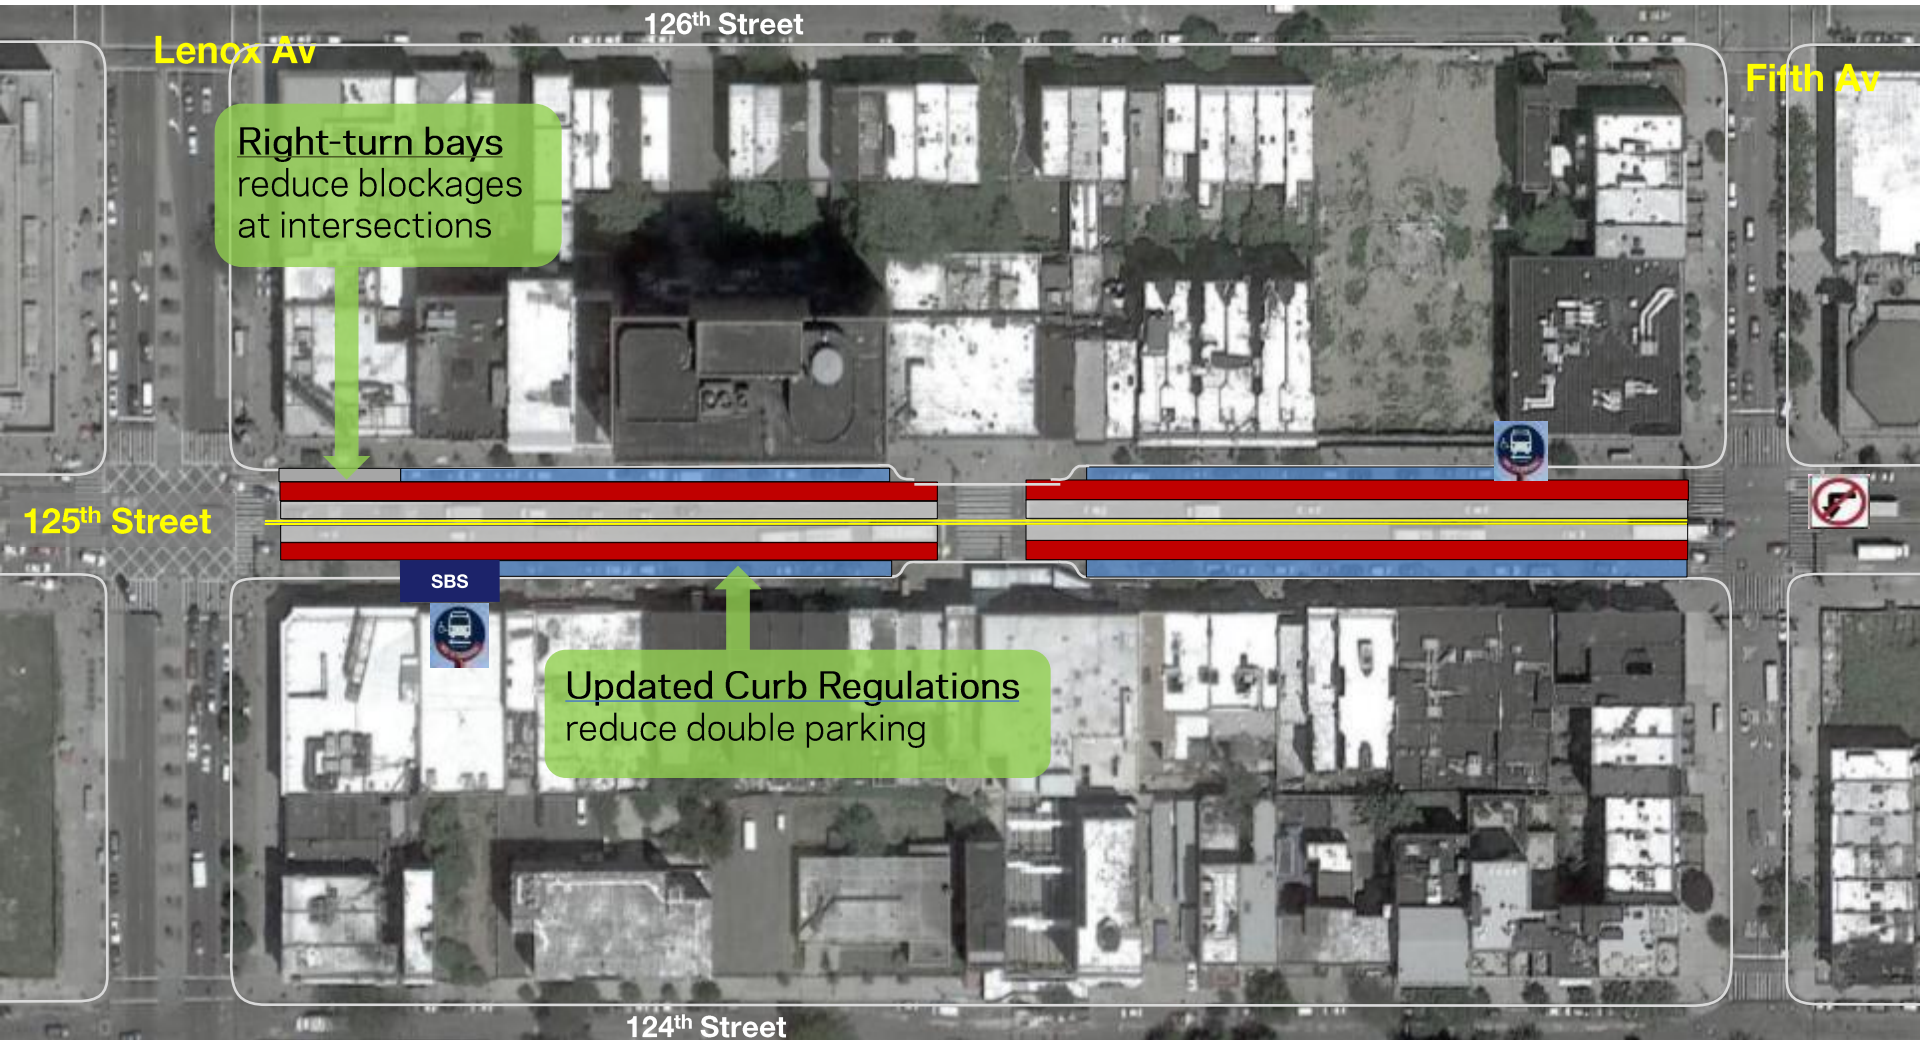 126th Street
Lenox Av
Fifth Av
Right-turn bays
reduce blockages
at intersections
125th Street
SBS
Updated Curb Regulations
reduce double parking
124th Street